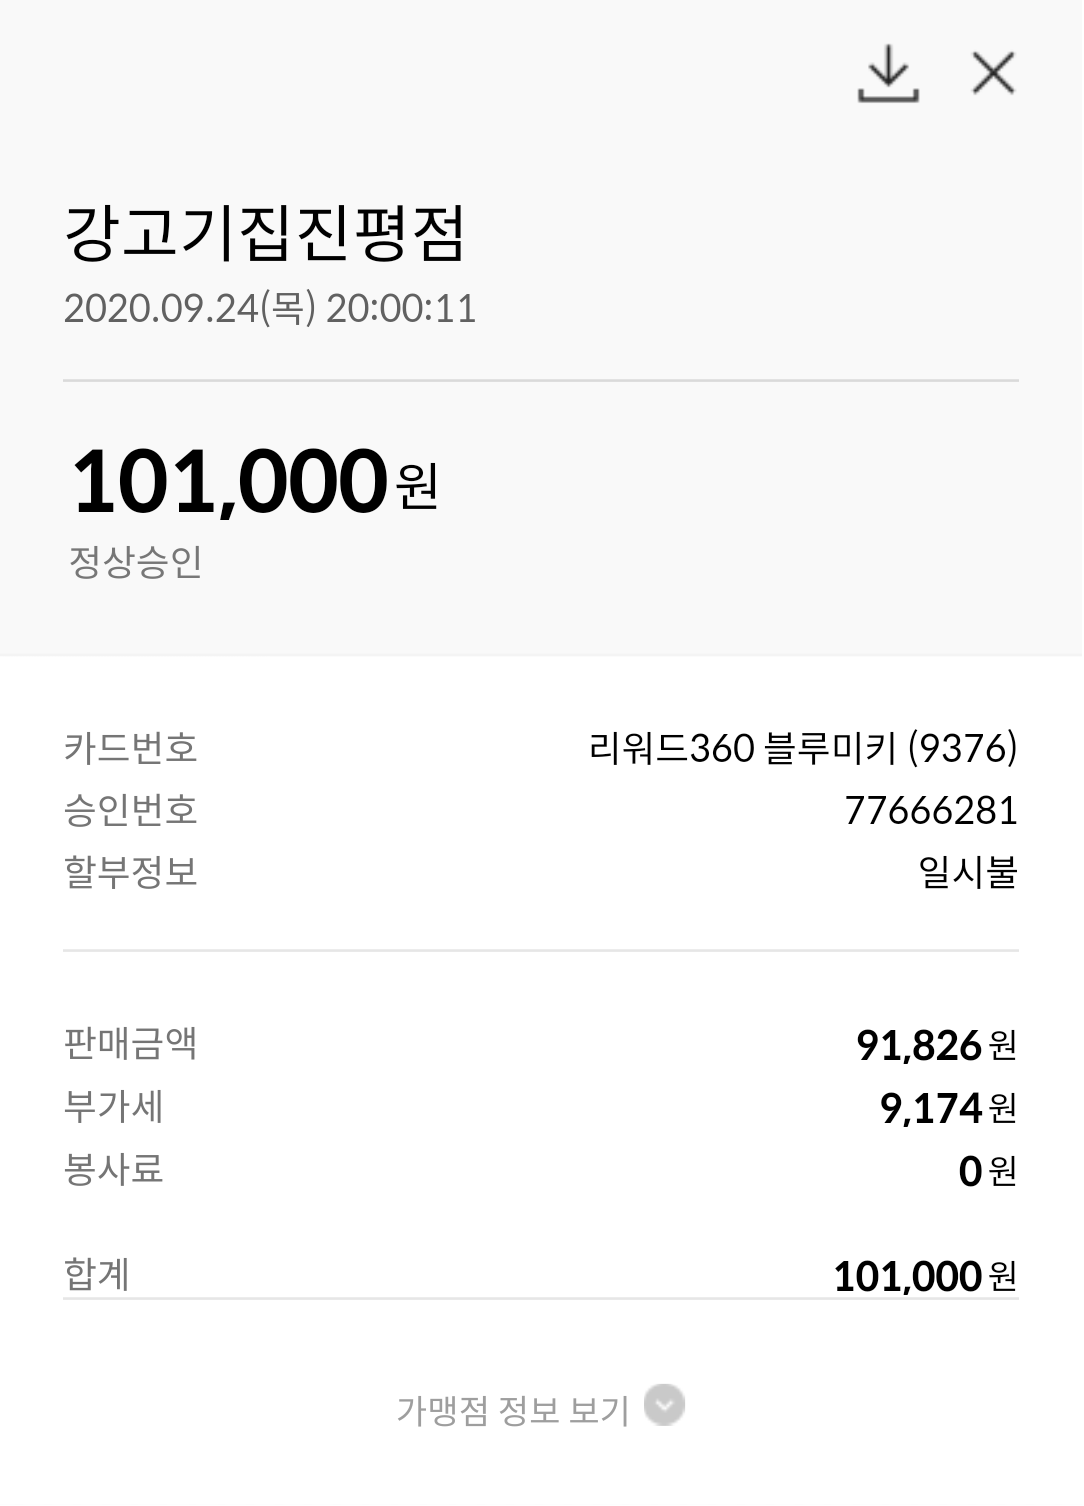 강고기집진평점
2020.09.24(목) 20:00:11
101,000원
정상승인
카드번호 리워드360 블루미키 (9376)
승인번호 77666281
할부정보 일시불
판매금액 91,826원
부가세 9,174원
봉사료 0원
합계 101,000원
가맹점 정보 보기